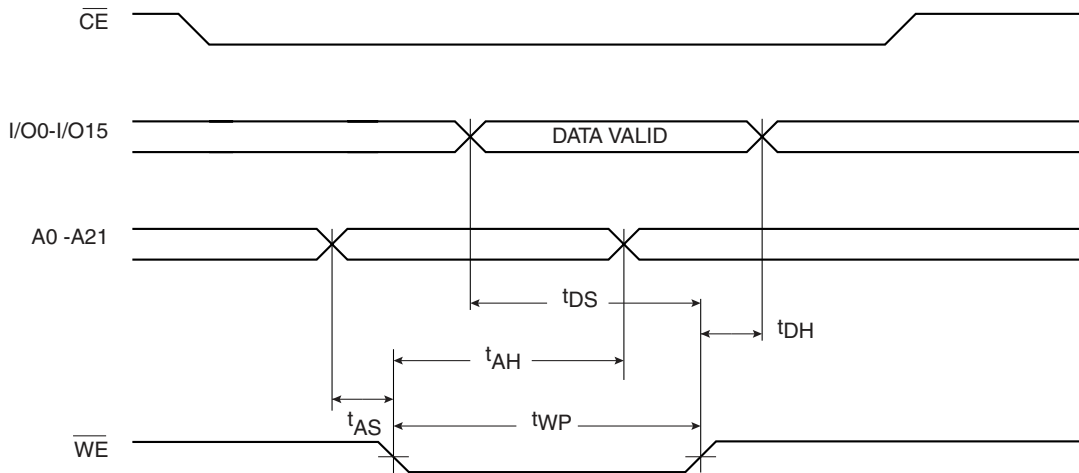 CE
I/O0-I/O15
DATA VALID
A0 -A21
tDS
tDH
tAH
tAS
tWP
WE